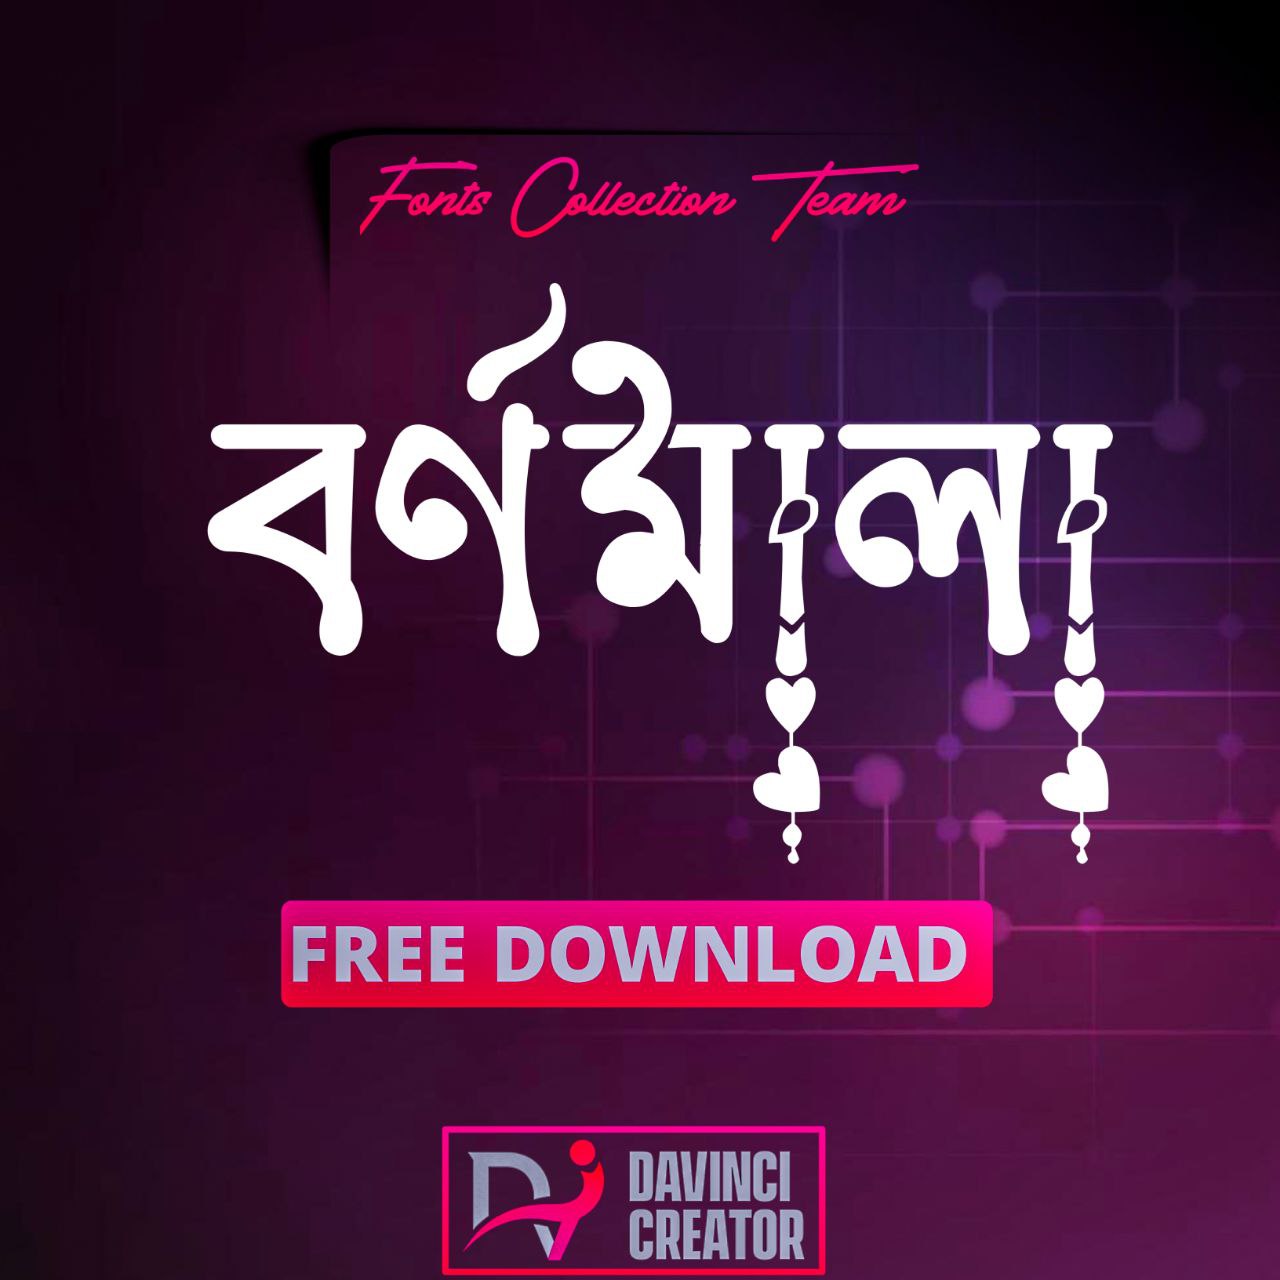 Fonts Collection Team
বর্ণমালা
FREE DOWNLOAD
DAVINCI
CREATOR